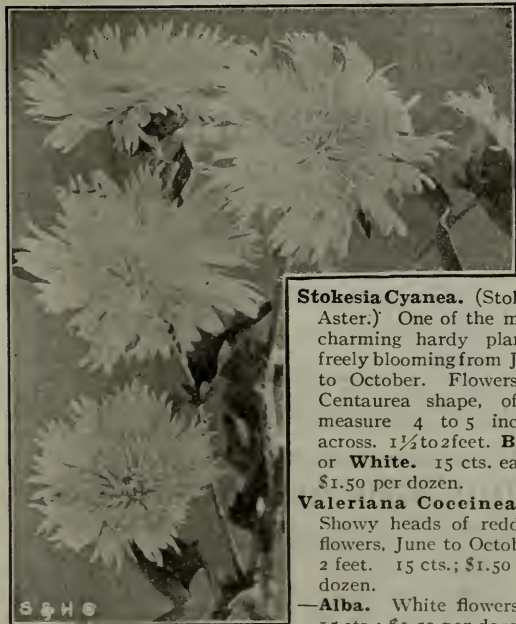 Stokesia Cyanea. (Stok
Aster.) One of the m
charming hardy plan
freely blooming from J
to October. Flowers
Centaurea shape, of
measure 4 to 5 inc
across. 1½ to 2 feet. B
or White. 15 cts. ea
$1.50 per dozen.
Valeriana Coccinea
Showy heads of redd
flowers, June to Octob
2 feet. 15 cts.; $1.50
dozen.
—Alba. White flowers
S & H Co